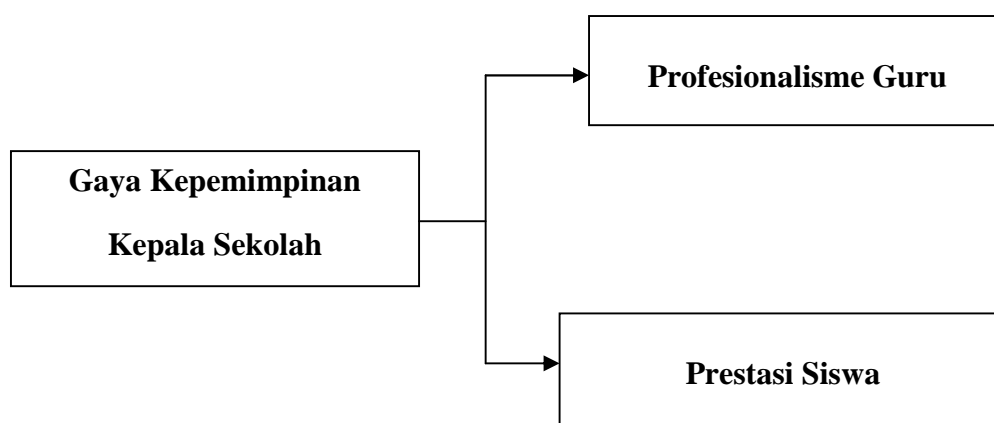 Profesionalisme Guru
Gaya Kepemimpinan
Kepala Sekolah
Prestasi Siswa